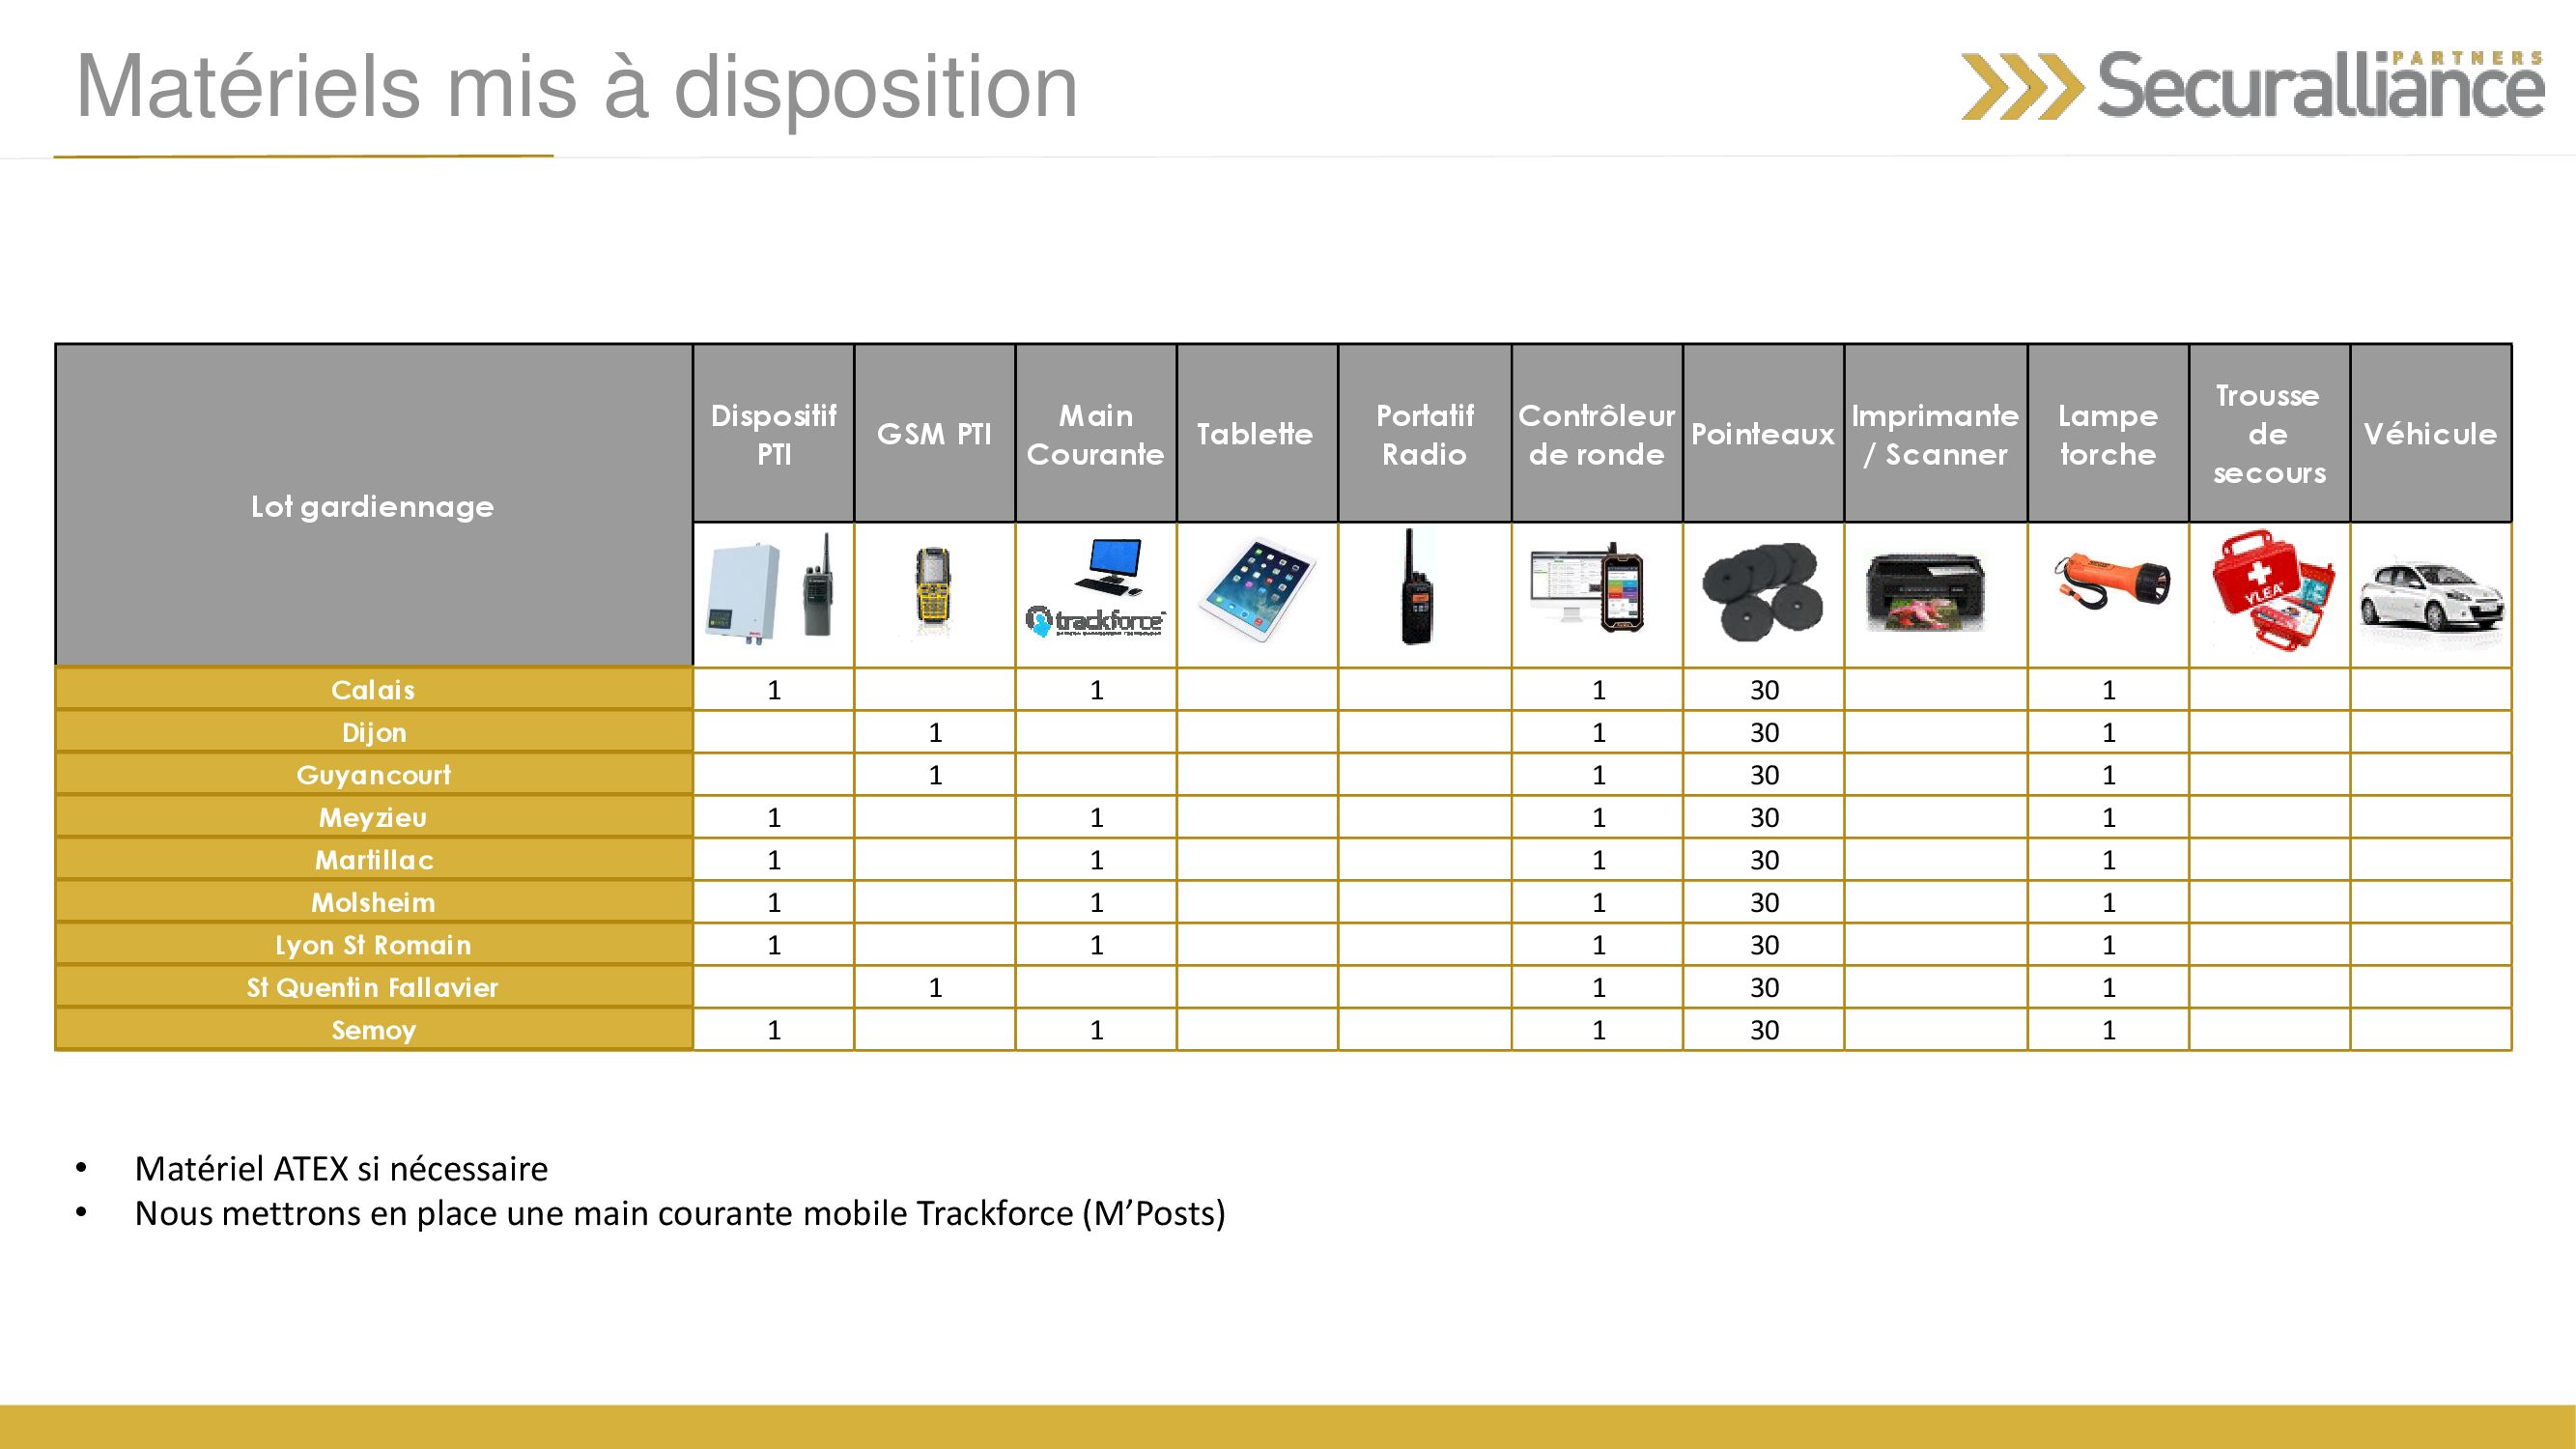 Matériels mis à disposition
PARTNERS
Securalliance
Lot gardiennage
Dispositif PTI
GSM PTI
Main Courante
Tablette
Portatif Radio
Contrôleur de ronde
Pointeaux
Imprimante / Scanner
Lampe torche
Trousse de secours
Véhicule
trackforce
YLEA
Calais 1 1 1 30 1
Dijon 1 1 30 1
Guyancourt 1 1 30 1
Meyzieu 1 1 1 30 1
Martillac 1 1 1 30 1
Molsheim 1 1 1 30 1
Lyon St Romain 1 1 1 30 1
St Quentin Fallavier 1 1 30 1
Semoy 1 1 1 30 1
• Matériel ATEX si nécessaire
• Nous mettrons en place une main courante mobile Trackforce (M’Posts)